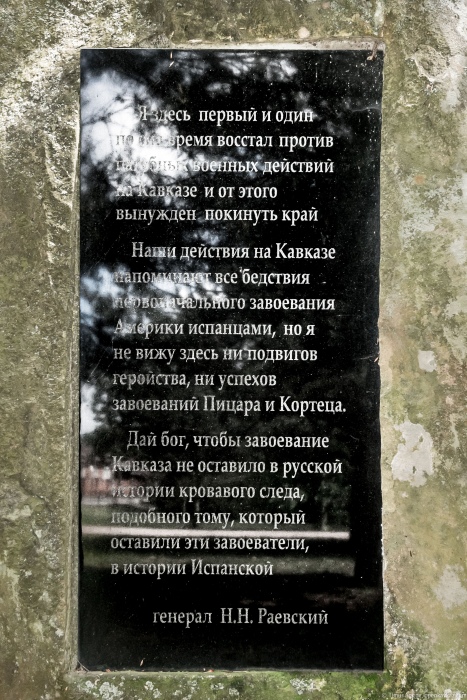 Я здесь первый и один
по сие время восстал против
пагубных военных действий
на Кавказе и от этого
вынужден покинуть край
Наши действия на Кавказе
напоминают все бедствия
первоначального завоевания
Америки испанцами, но я
не вижу здесь ни подвигов
геройства, ни успехов
завоеваний Пицара и Кортеца.
Дай бог, чтобы завоевание
Кавказа не оставило в русской
истории кровавого следа,
подобного тому, который
оставили эти завоеватели,
в истории Испанской
генерал Н.Н. Раевский